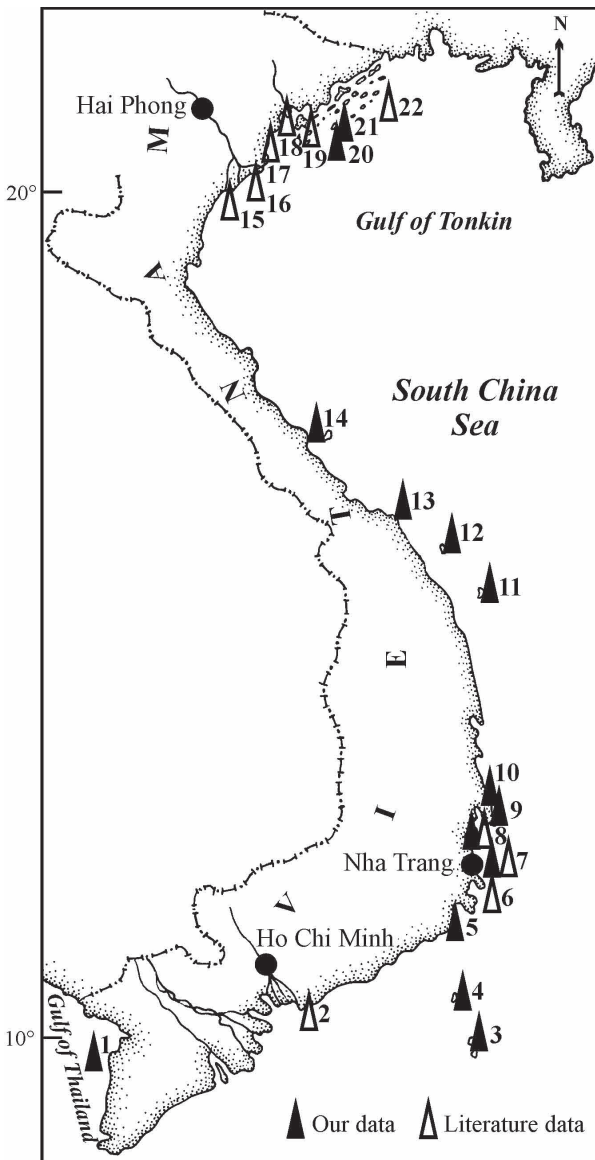 N
Hai Phong
22
21
18
19
20
17
16
15
20°
Gulf of Tonkin
M
A
N
T
E
I
V
South China
Sea
14
13
12
11
10
9
8
7
Nha Trang
6
5
Ho Chi Minh
4
2
3
10°
1
Gulf of Thailand
Our data
Literature data